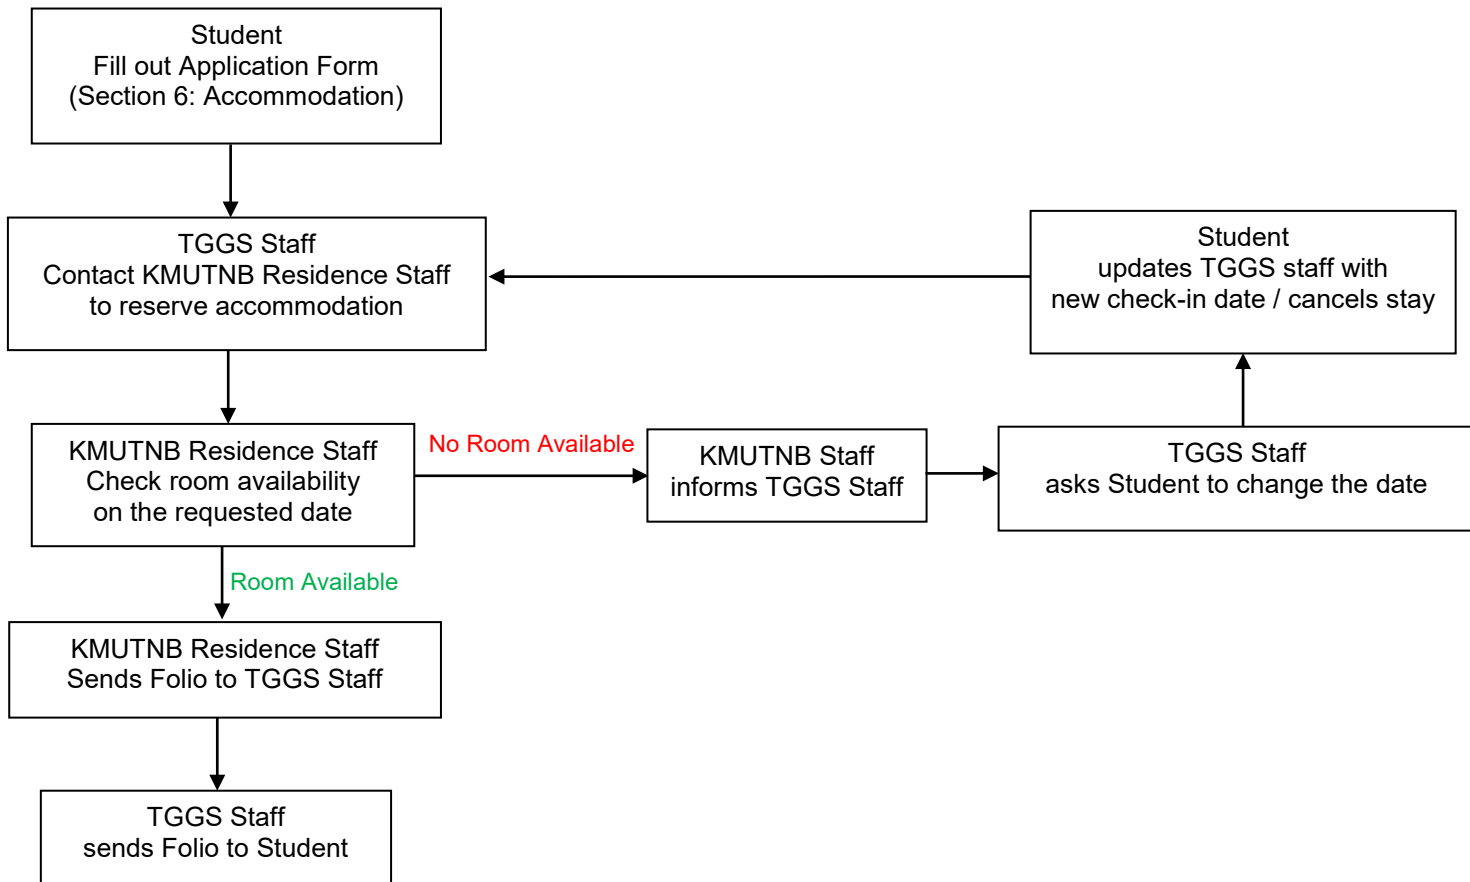 Student
Fill out Application Form
(Section 6: Accommodation)
TGGS Staff
Contact KMUTNB Residence Staff
to reserve accommodation
Student
updates TGGS staff with
new check-in date / cancels stay
KMUTNB Residence Staff
Check room availability
on the requested date
No Room Available
KMUTNB Staff
informs TGGS Staff
TGGS Staff
asks Student to change the date
Room Available
KMUTNB Residence Staff
Sends Folio to TGGS Staff
TGGS Staff
sends Folio to Student